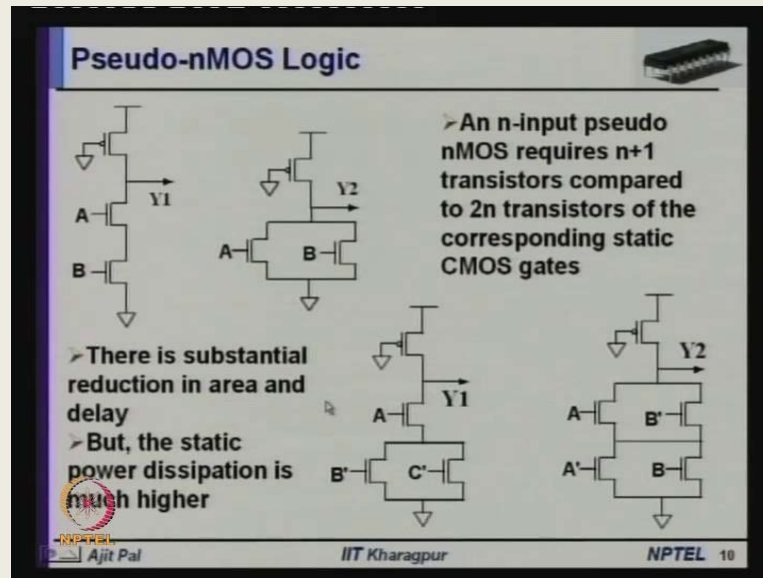 Pseudo-nMOS Logic
Y1
A
B
Y2
A
B
➢An n-input pseudo
nMOS requires n+1
transistors compared
to 2n transistors of the
corresponding static
CMOS gates
➢There is substantial
reduction in area and
delay
➢But, the static
power dissipation is
much higher
Y1
A
B'
C'
Y2
A
B'
A'
B
NPTEL
Ajit Pal
IIT Kharagpur
NPTEL 10